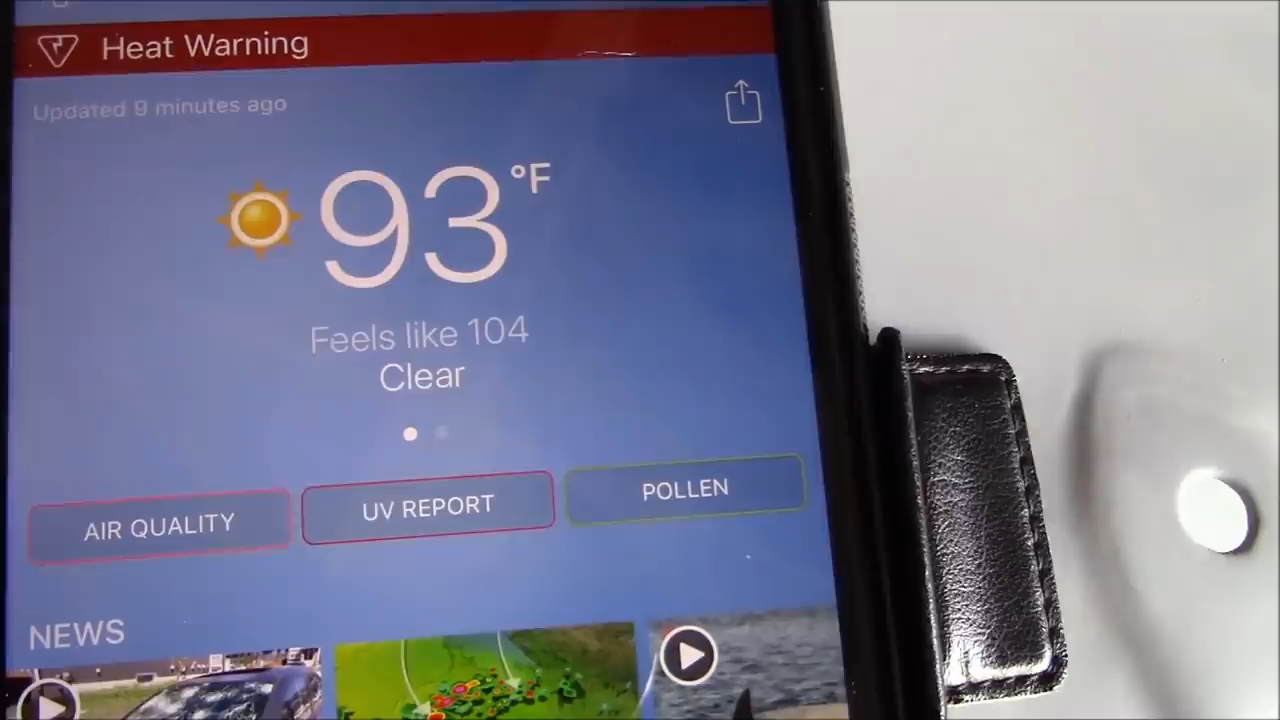 Heat Warning
Updated 9 minutes ago
93 °F
Feels like 104
Clear
AIR QUALITY
UV REPORT
POLLEN
NEWS